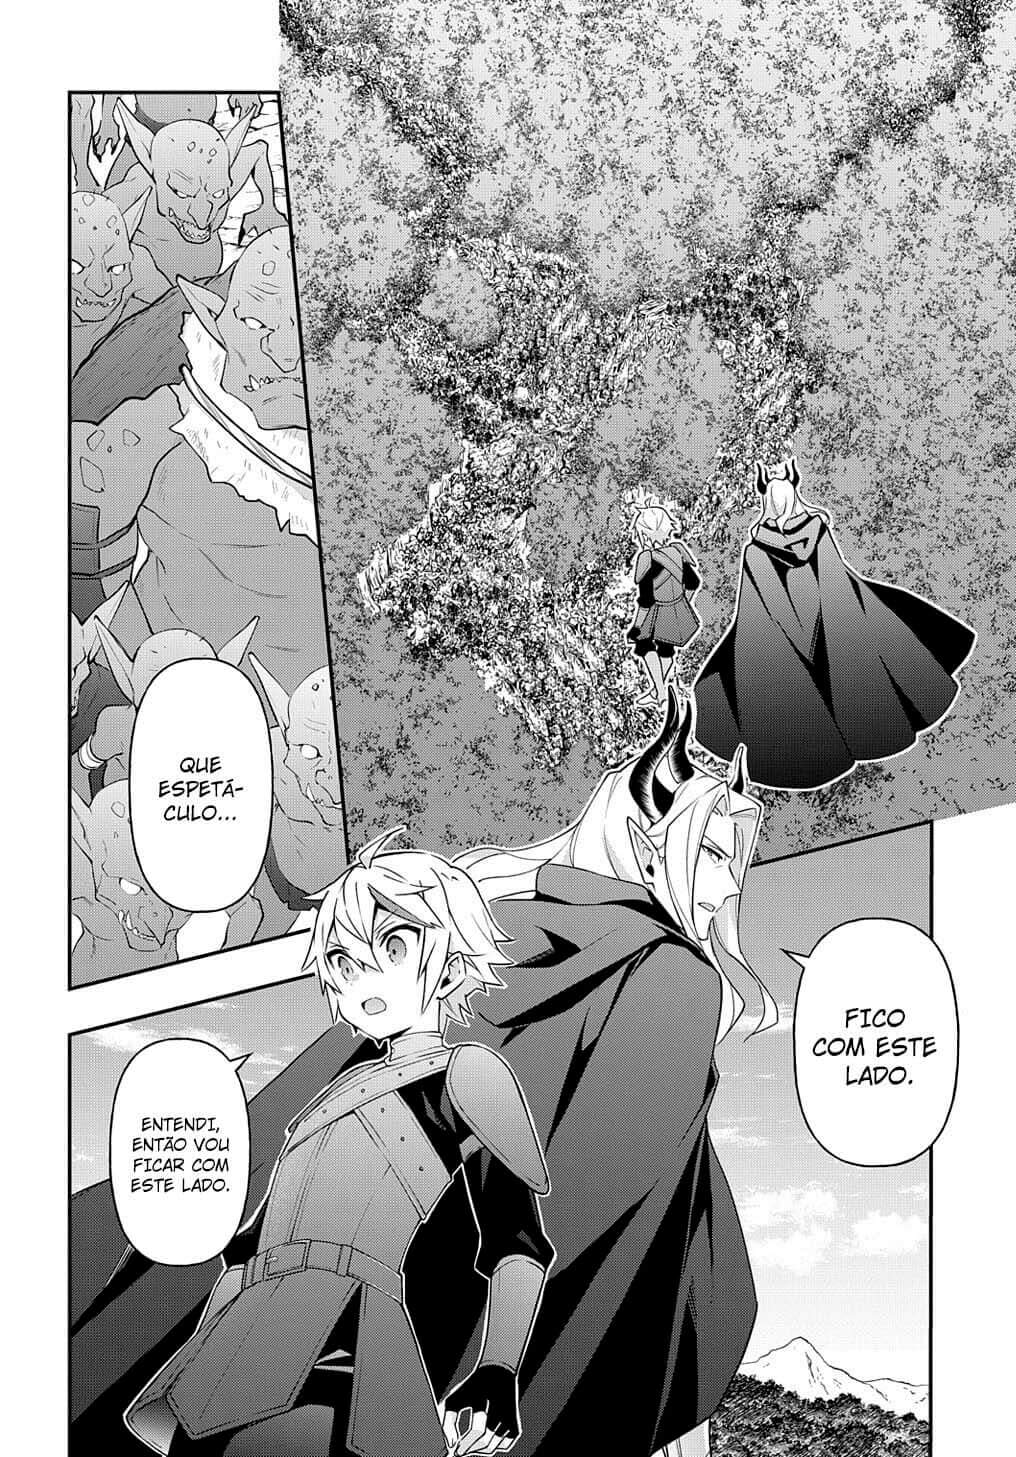 QUE
ESPETÁ-
CULO...
FICO
COM ESTE
LADO.
ENTENDI,
ENTÃO VOU
FICAR COM
ESTE LADO.